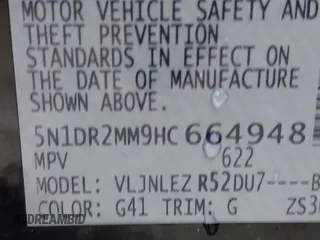 MOTOR VEHICLE SAFETY AND
THEFT PREVENTION
STANDARDS IN EFFECT ON
THE DATE OF MANUFACTURE
SHOWN ABOVE.
5N1DR2MM9HC664948
MPV 622
MODEL: VLJNLEZ R52DU7----B
COLOR: G41 TRIM: G ZS3
DREAMBID